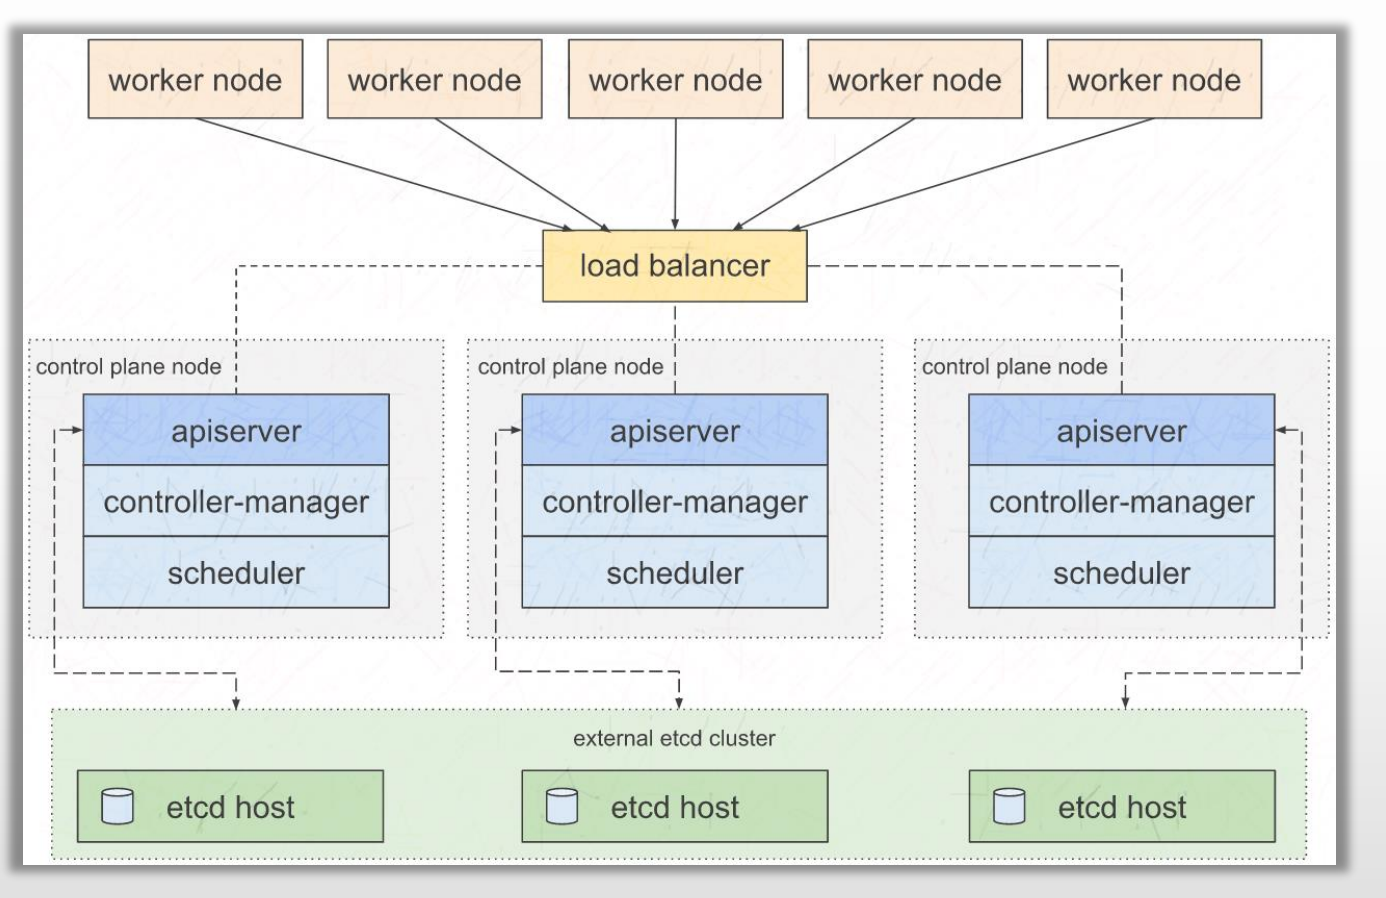 worker node
worker node
worker node
worker node
worker node
load balancer
control plane node
control plane node
control plane node
apiserver
controller-manager
scheduler
apiserver
controller-manager
scheduler
apiserver
controller-manager
scheduler
external etcd cluster
etcd host
etcd host
etcd host